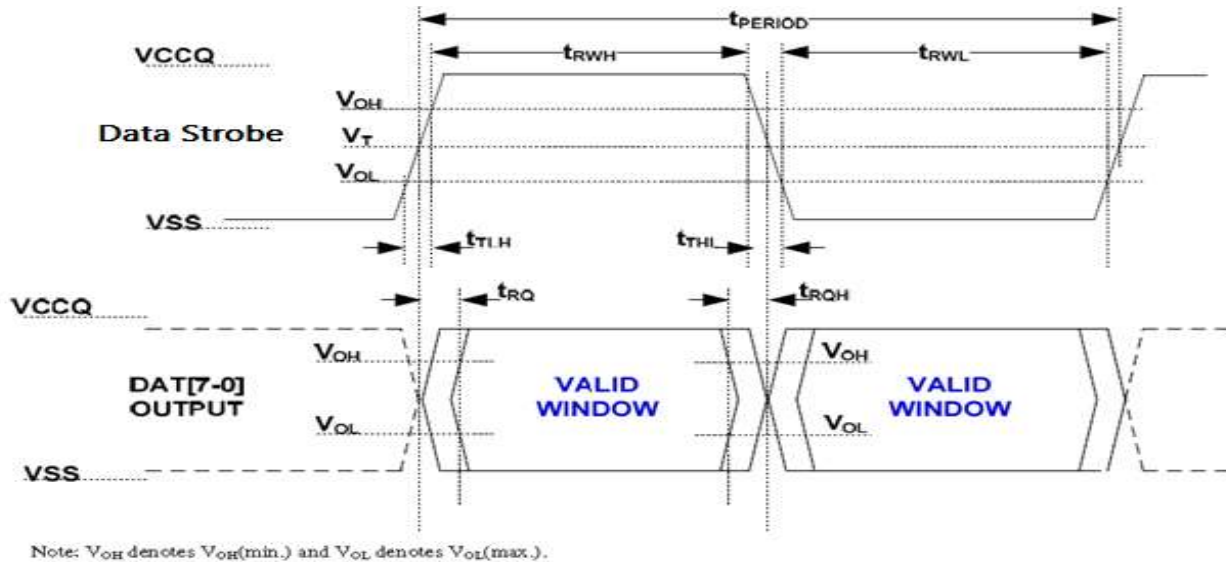 tPERIOD
VCCQ
tRWH
tRWL
VOH
Data Strobe
VT
VOL
VSS
tTLH
tTHL
tRQ
tRQH
VCCQ
VOH
VOH
DAT[7-0]
OUTPUT
VALID
WINDOW
VALID
WINDOW
VOL
VOL
VSS
Note: VOH denotes VOH(min.) and VOL denotes VOL(max.).